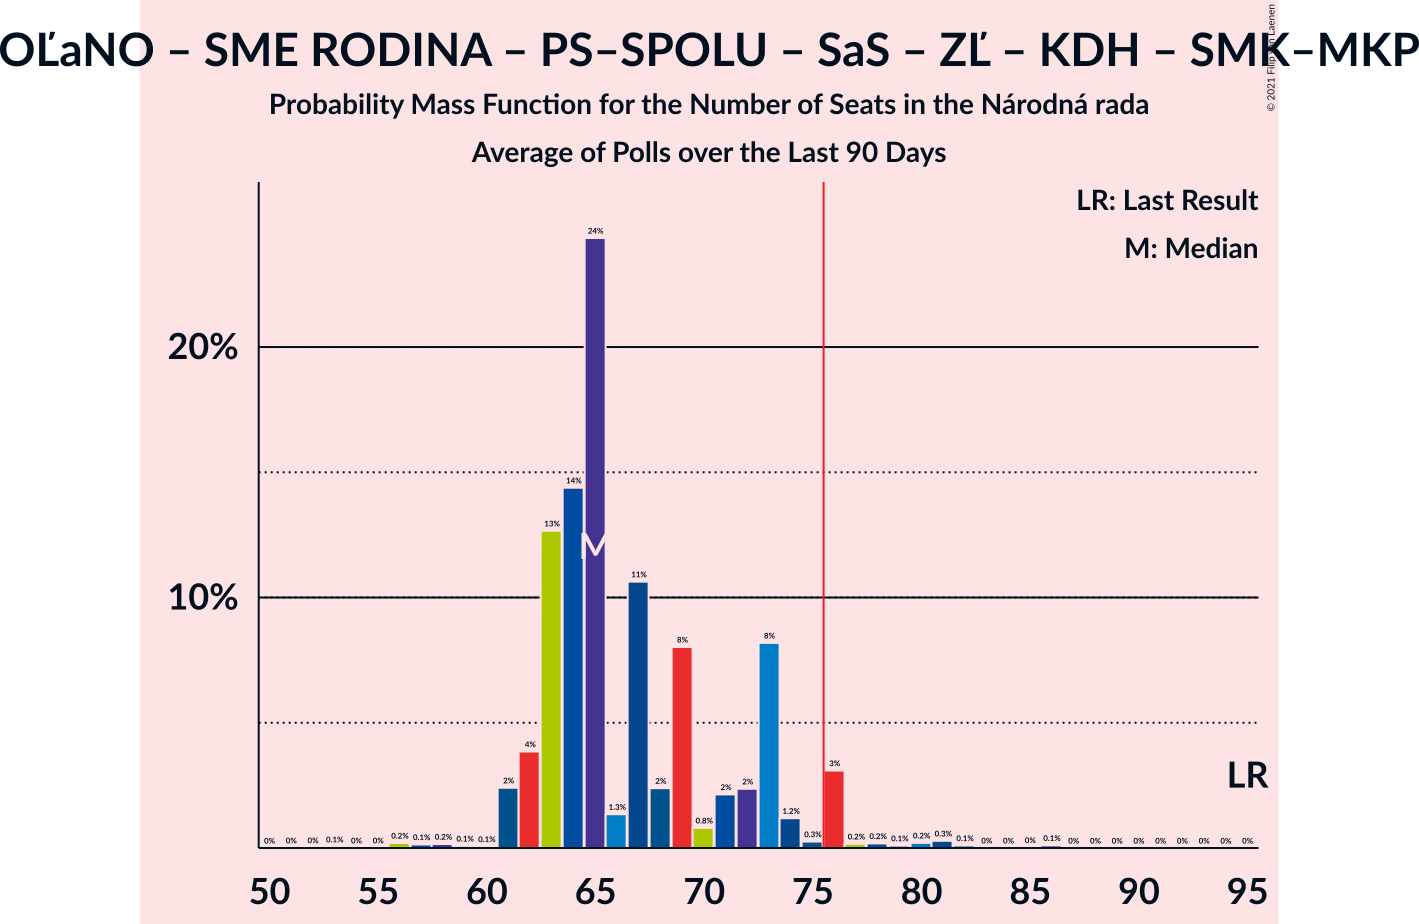 OĽaNO – SME RODINA – PS–SPOLU – SaS – ZĽ – KDH – SMK–MKP
© 2021 Filip van Laenen
Probability Mass Function for the Number of Seats in the Národná rada
Average of Polls over the Last 90 Days
LR: Last Result
M: Median
24%
20%
14%
13%
M
11%
10%
8% 8%
4%
3%
LR
2% 2% 2% 2%
1.3% 0.8% 1.2%
0% 0% 0% 0.1% 0% 0% 0.2% 0.1% 0.2% 0.1% 0.1% 0.3% 0.2% 0.2% 0.1% 0.2% 0.3% 0.1% 0% 0% 0% 0.1% 0% 0% 0% 0% 0% 0% 0% 0% 0%
50 55 60 65 70 75 80 85 90 95